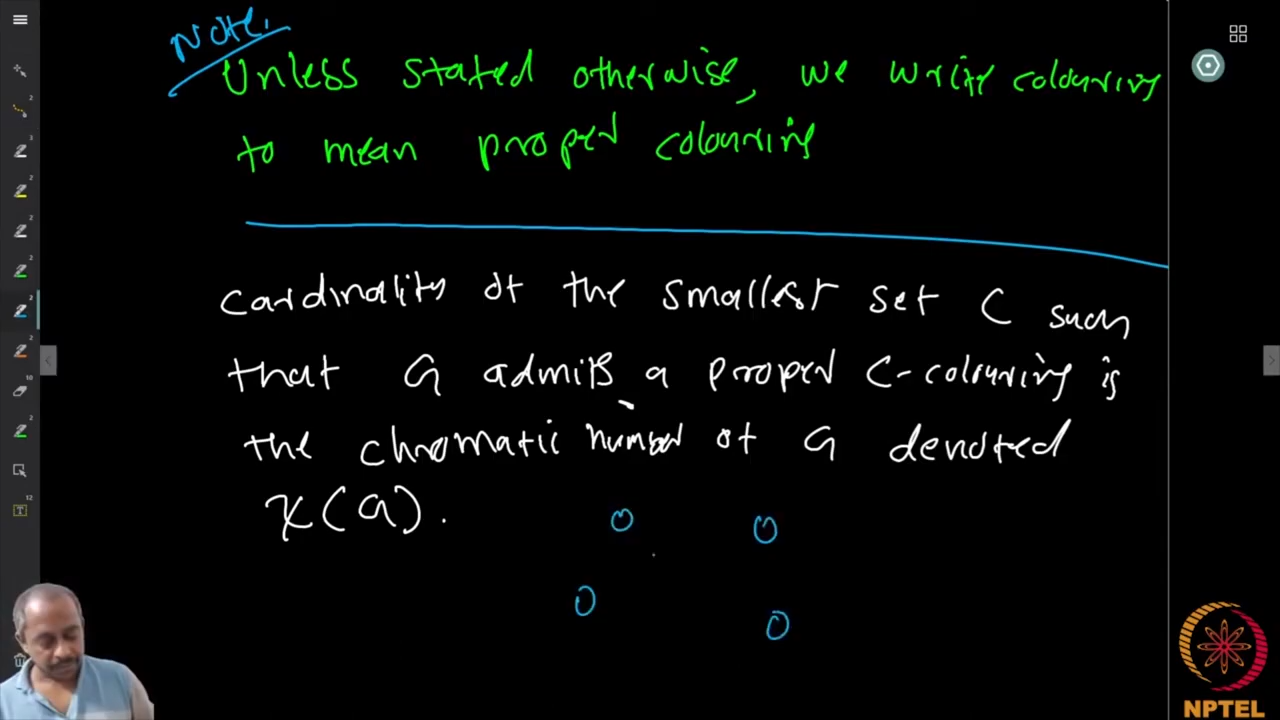 Note.
Unless stated otherwise, we write colouring
to mean proper colouring
Cardinality of the smallest set C such
that G admits a proper C-colouring is
the chromatic number of G denoted
χ(G).
NPTEL